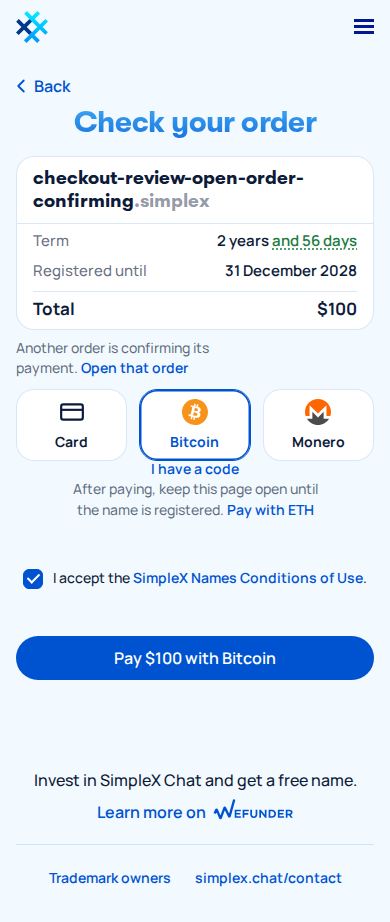 Back
Check your order
checkout-review-open-order-
confirming.simplex
Term 2 years and 56 days
Registered until 31 December 2028
Total $100
Another order is confirming its
payment. Open that order
Card Bitcoin Monero
I have a code
After paying, keep this page open until
the name is registered. Pay with ETH
I accept the SimpleX Names Conditions of Use.
Pay $100 with Bitcoin
Invest in SimpleX Chat and get a free name.
Learn more on WEFUNDER
Trademark owners simplex.chat/contact